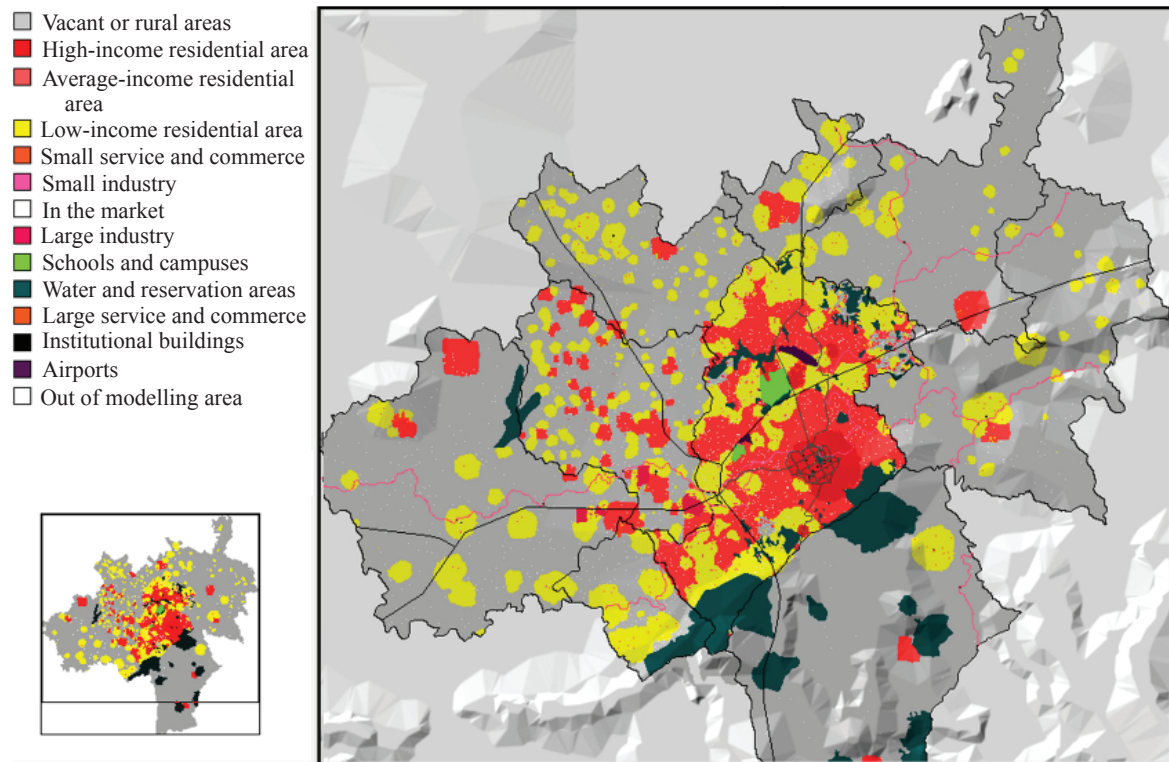 Vacant or rural areas
High-income residential area
Average-income residential
area
Low-income residential area
Small service and commerce
Small industry
In the market
Large industry
Schools and campuses
Water and reservation areas
Large service and commerce
Institutional buildings
Airports
Out of modelling area